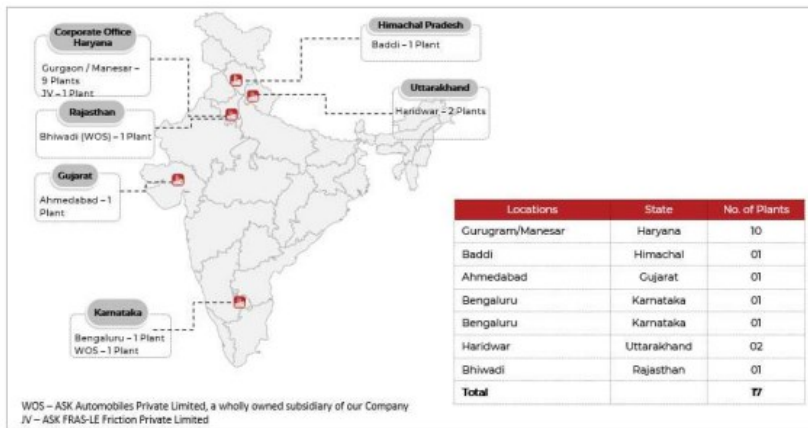 Corporate Office
Haryana
Gurgaon / Manesar –
9 Plants
JV – 1 Plant
Rajasthan
Bhiwadi (WOS) – 1 Plant
Gujarat
Ahmedabad – 1
Plant
Karnataka
Bengaluru – 1 Plant
WOS – 1 Plant
Himachal Pradesh
Baddi – 1 Plant
Uttarakhand
Haridwar – 2 Plants
Locations State No. of Plants
Gurugram/Manesar Haryana 10
Baddi Himachal 01
Ahmedabad Gujarat 01
Bengaluru Karnataka 01
Bengaluru Karnataka 01
Haridwar Uttarakhand 02
Bhiwadi Rajasthan 01
Total 17
WOS – ASK Automobiles Private Limited, a wholly owned subsidiary of our Company
JV – ASK FRAS-LE Friction Private Limited